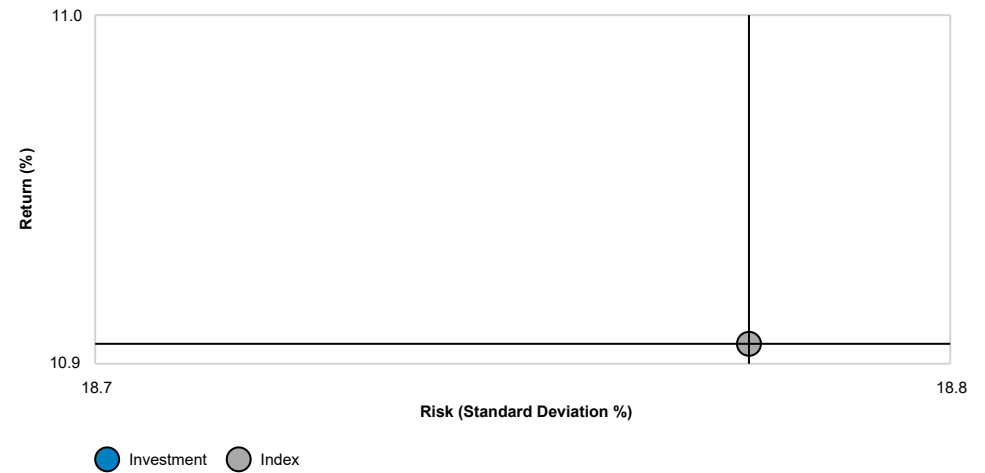 11.0
Return (%)
10.9
18.7
18.8
Risk (Standard Deviation %)
Investment
Index